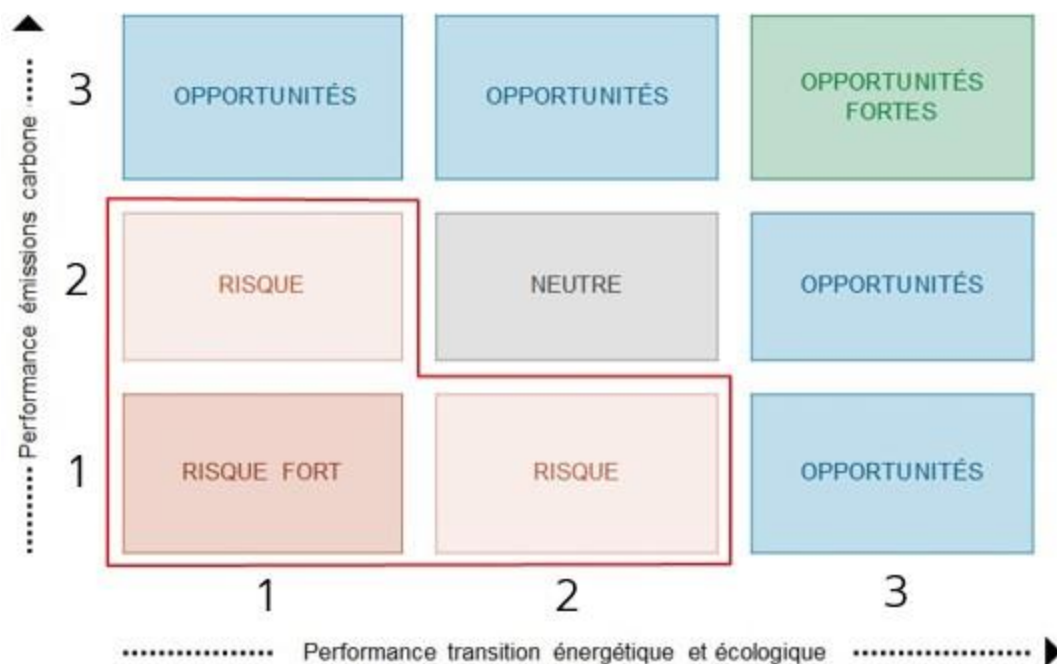 3
OPPORTUNITÉS
OPPORTUNITÉS
OPPORTUNITÉS
FORTES
2
RISQUE
NEUTRE
OPPORTUNITÉS
1
RISQUE FORT
RISQUE
OPPORTUNITÉS
1
2
3
Performance émissions carbone
Performance transition énergétique et écologique